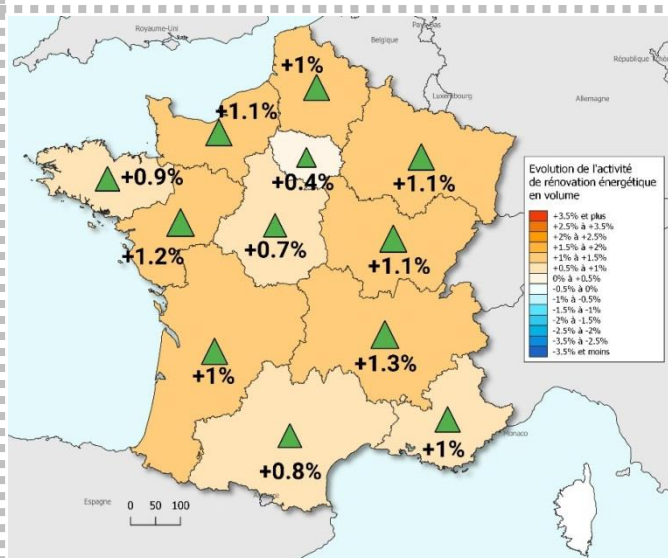 Royaume-Uni
Pays-Bas
Belgique
République Tchè
Luxembourg
Allemagne
+1%
+1.1%
+0.9%
+0.4%
+1.1%
+1.2%
+0.7%
+1.1%
+1%
+1.3%
+0.8%
+1%
Monaco
Espagne
0 50 100
Evolution de l'activité
de rénovation énergétique
en volume
+3.5% et plus
+2.5% à +3.5%
+2% à +2.5%
+1.5% à +2%
+1% à +1.5%
+0.5% à +1%
0% à +0.5%
-0.5% à 0%
-1% à -0.5%
-1.5% à -1%
-2% à -1.5%
-2.5% à -2%
-3.5% à -2.5%
-3.5% et moins